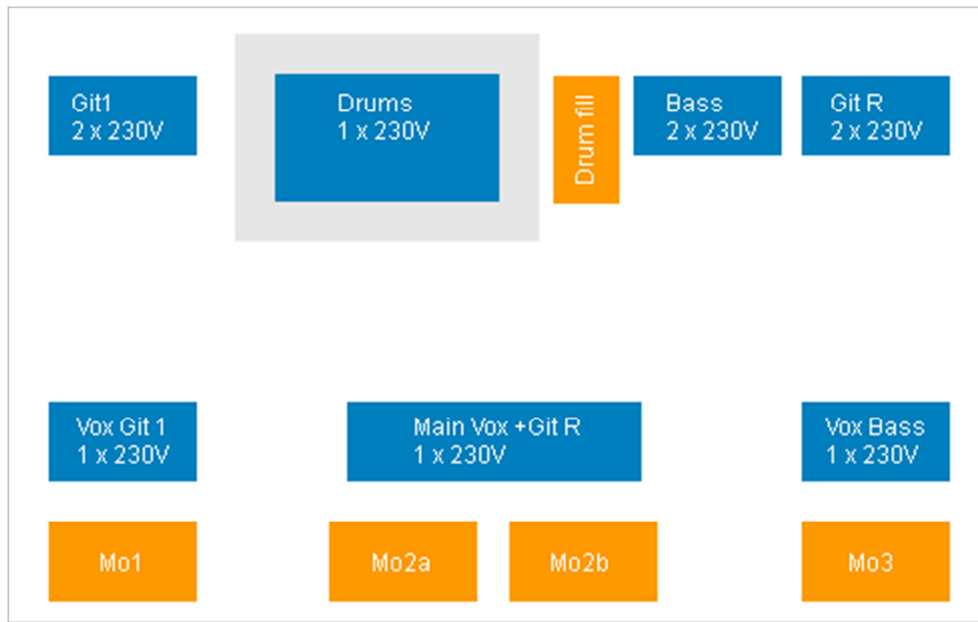 Git1
2 x 230V
Drums
1 x 230V
Drum fill
Bass
2 x 230V
Git R
2 x 230V
Vox Git 1
1 x 230V
Main Vox +Git R
1 x 230V
Vox Bass
1 x 230V
Mo1
Mo2a
Mo2b
Mo3